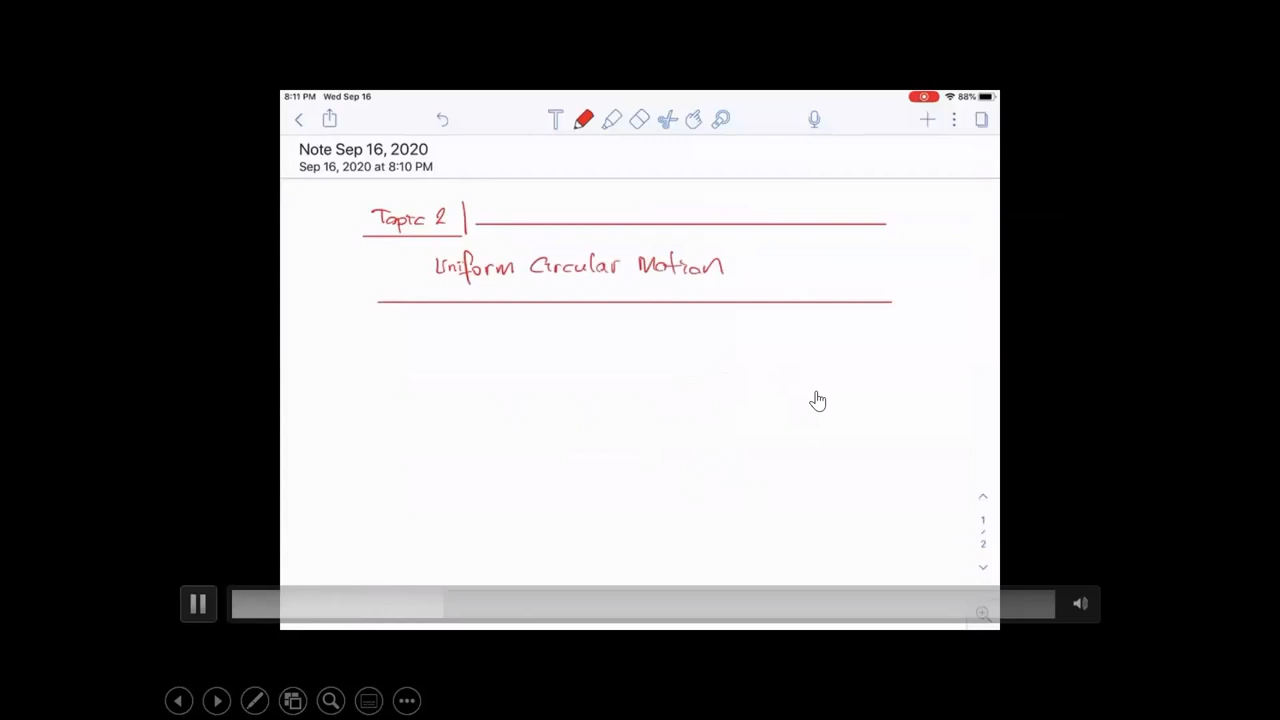 8:11 PM Wed Sep 16
88%
T
Note Sep 16, 2020
Sep 16, 2020 at 8:10 PM
Topic 2
Uniform Circular Motion
1
/
2